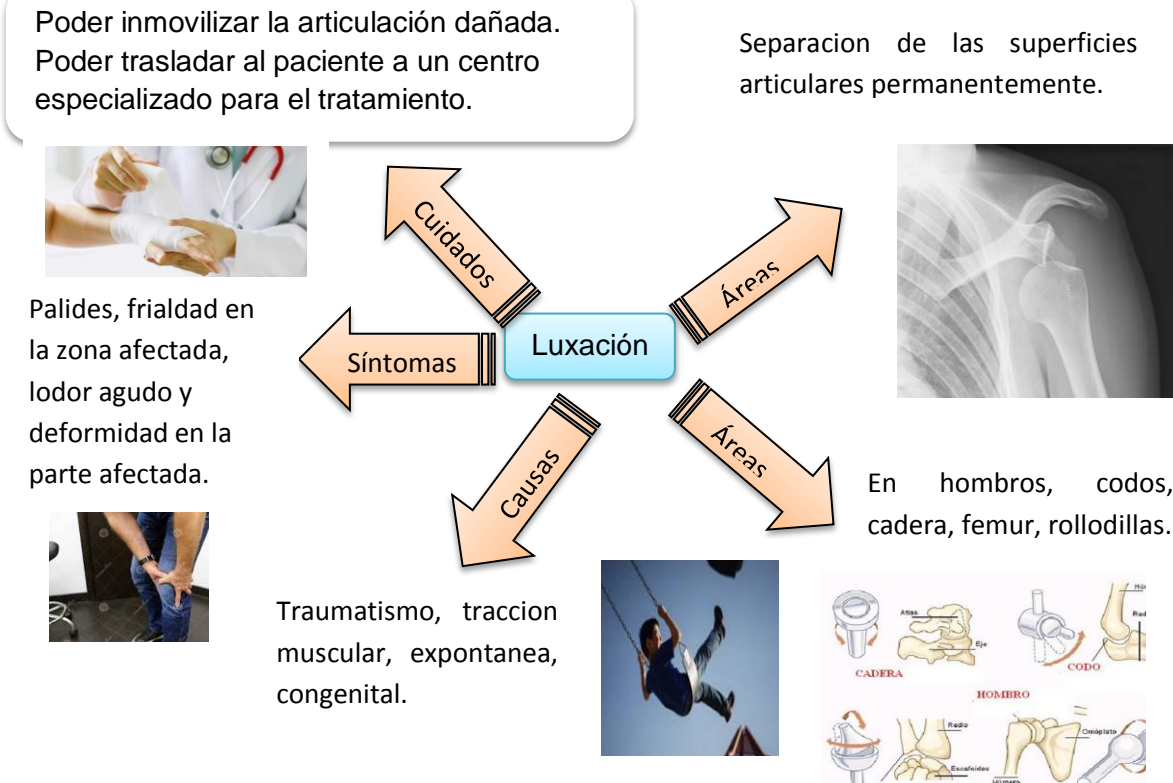 Poder inmovilizar la articulación dañada.
Poder trasladar al paciente a un centro
especializado para el tratamiento.
Separacion de las superficies
articulares permanentemente.
Cuidados
Áreas
Palides, frialdad en
la zona afectada,
lodor agudo y
deformidad en la
parte afectada.
Síntomas
Luxación
Causas
Áreas
En hombros, codos,
cadera, femur, rollodillas.
Traumatismo, traccion
muscular, expontanea,
congenital.
Atlas
Eje
CADERA
CODO
HOMBRO
Radio
Escafoides
Omóplato
Húmero